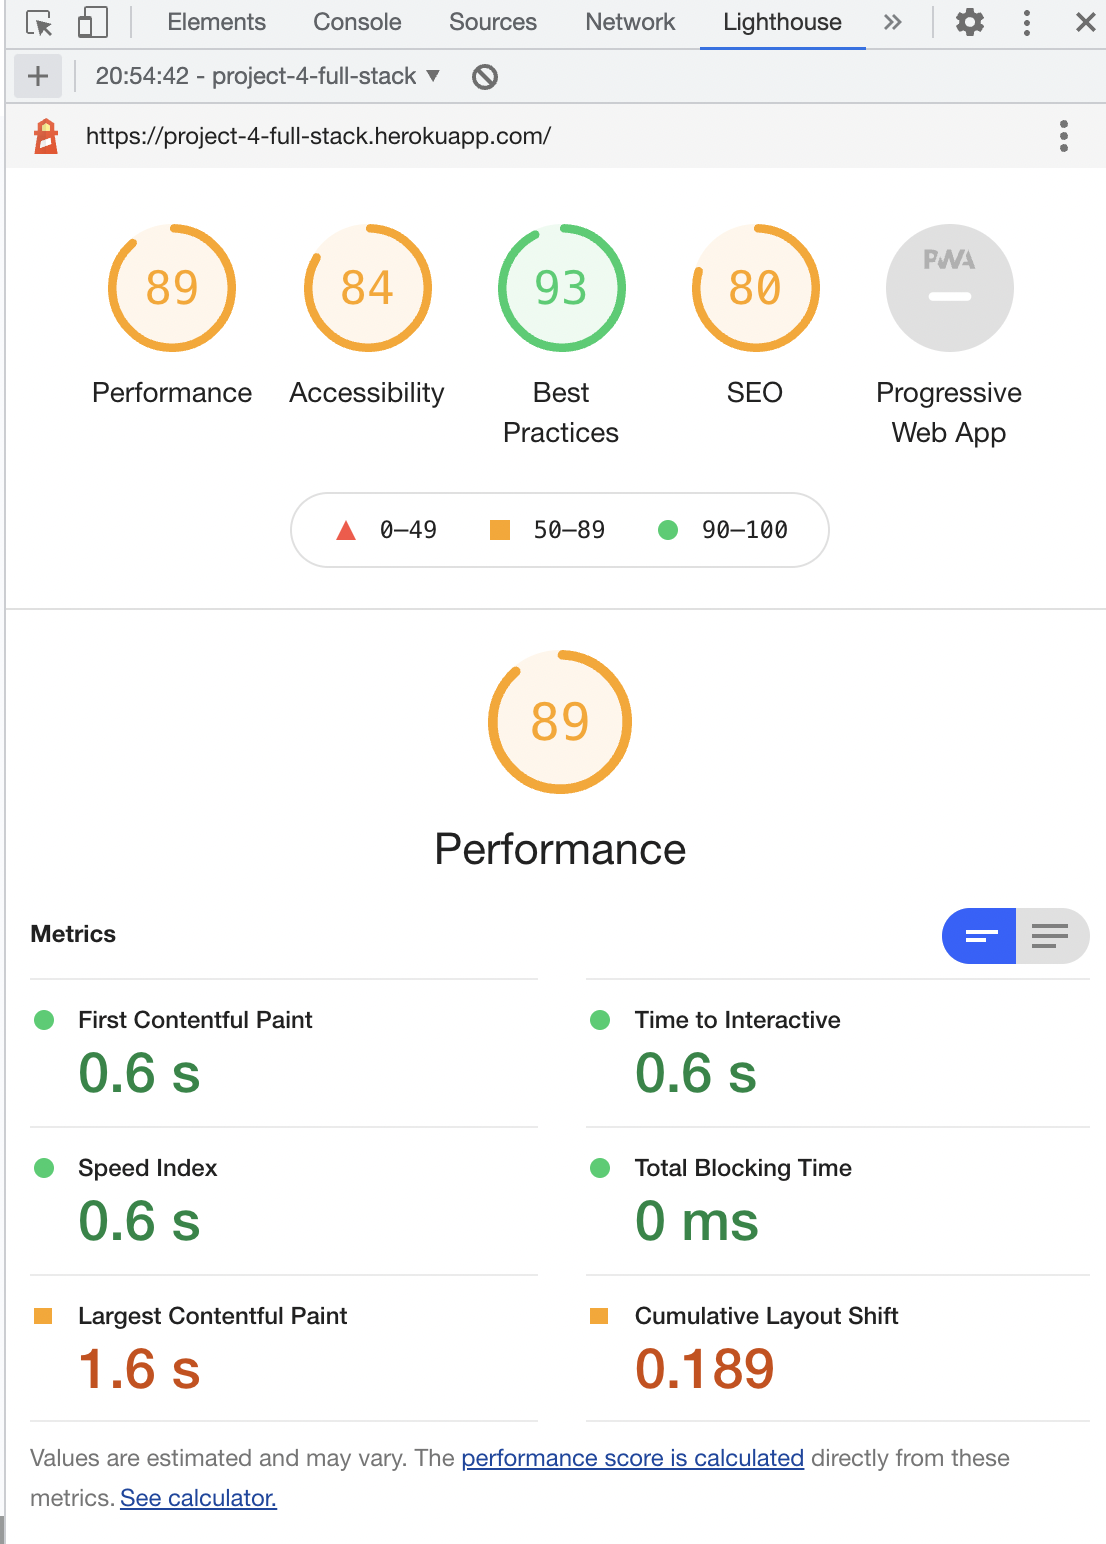 Elements Console Sources Network Lighthouse
20:54:42 - project-4-full-stack
https://project-4-full-stack.herokuapp.com/
89 84 93 80 PWA
Performance Accessibility Best Practices SEO Progressive Web App
0–49 50–89 90–100
89
Performance
Metrics
First Contentful Paint
0.6 s
Time to Interactive
0.6 s
Speed Index
0.6 s
Total Blocking Time
0 ms
Largest Contentful Paint
1.6 s
Cumulative Layout Shift
0.189
Values are estimated and may vary. The performance score is calculated directly from these
metrics. See calculator.